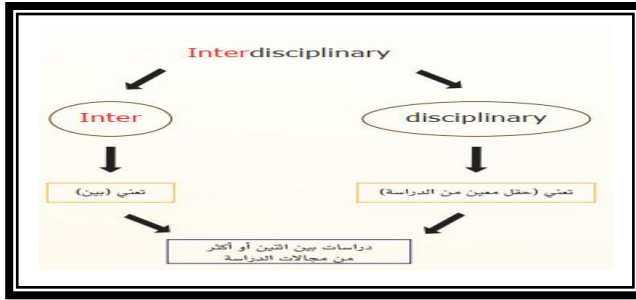 Interdisciplinary
Inter
disciplinary
تعني (بين)
تعني (حقل معين من الدراسة)
دراسات بين اثنين أو أكثر
من مجالات الدراسة